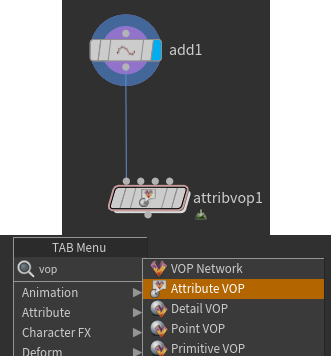 add1
attribvop1
TAB Menu
vop
Animation
Attribute
Character FX
Deform
VOP Network
Attribute VOP
Detail VOP
Point VOP
Primitive VOP